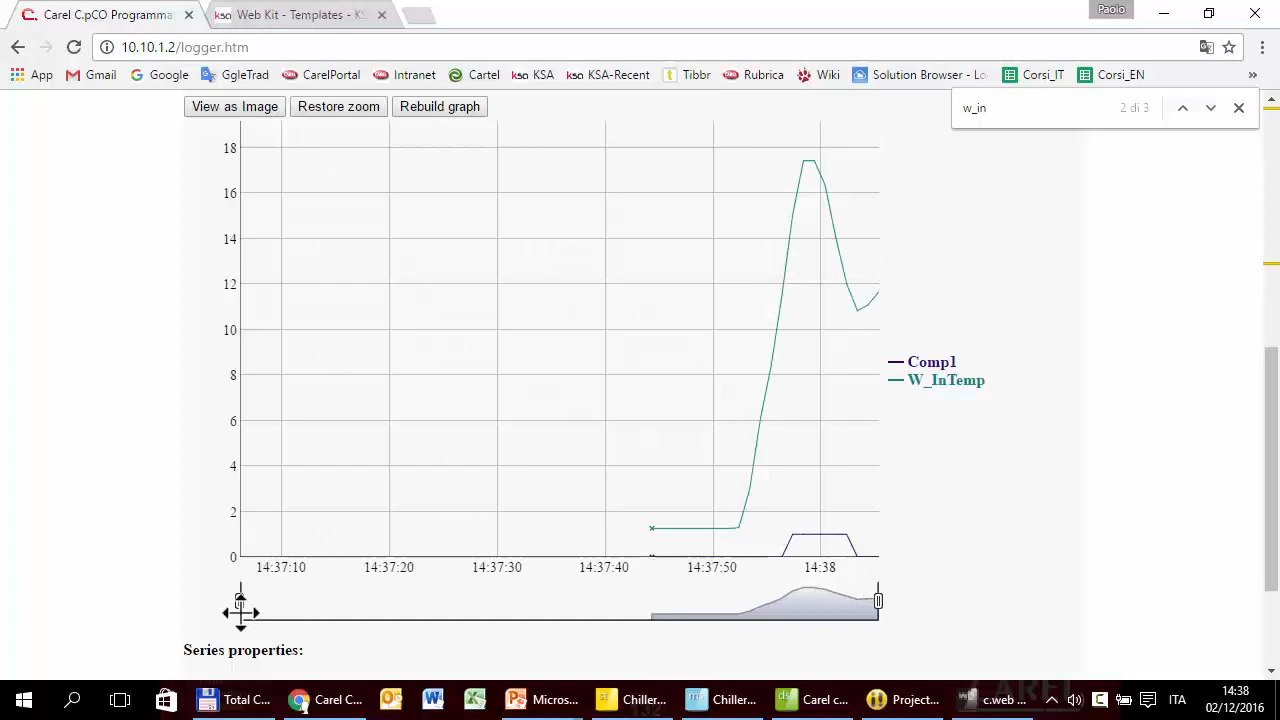 Carel C.pCO Programma
Web Kit - Templates - KS
Paolo
10.10.1.2/logger.htm
App
Gmail
Google
GgleTrad
CarelPortal
Intranet
Cartel
KSA
KSA-Recent
Tibbr
Rubrica
Wiki
Solution Browser - Lo
Corsi_IT
Corsi_EN
»
w_in
2 di 3
View as Image
Restore zoom
Rebuild graph
18
16
14
12
10
8
6
4
2
0
14:37:10
14:37:20
14:37:30
14:37:40
14:37:50
14:38
Comp1
W_InTemp
Series properties:
Total C...
Carel C...
Micros...
Chiller...
Chiller...
Carel c...
Project...
c.web ...
ITA
14:38
02/12/2016